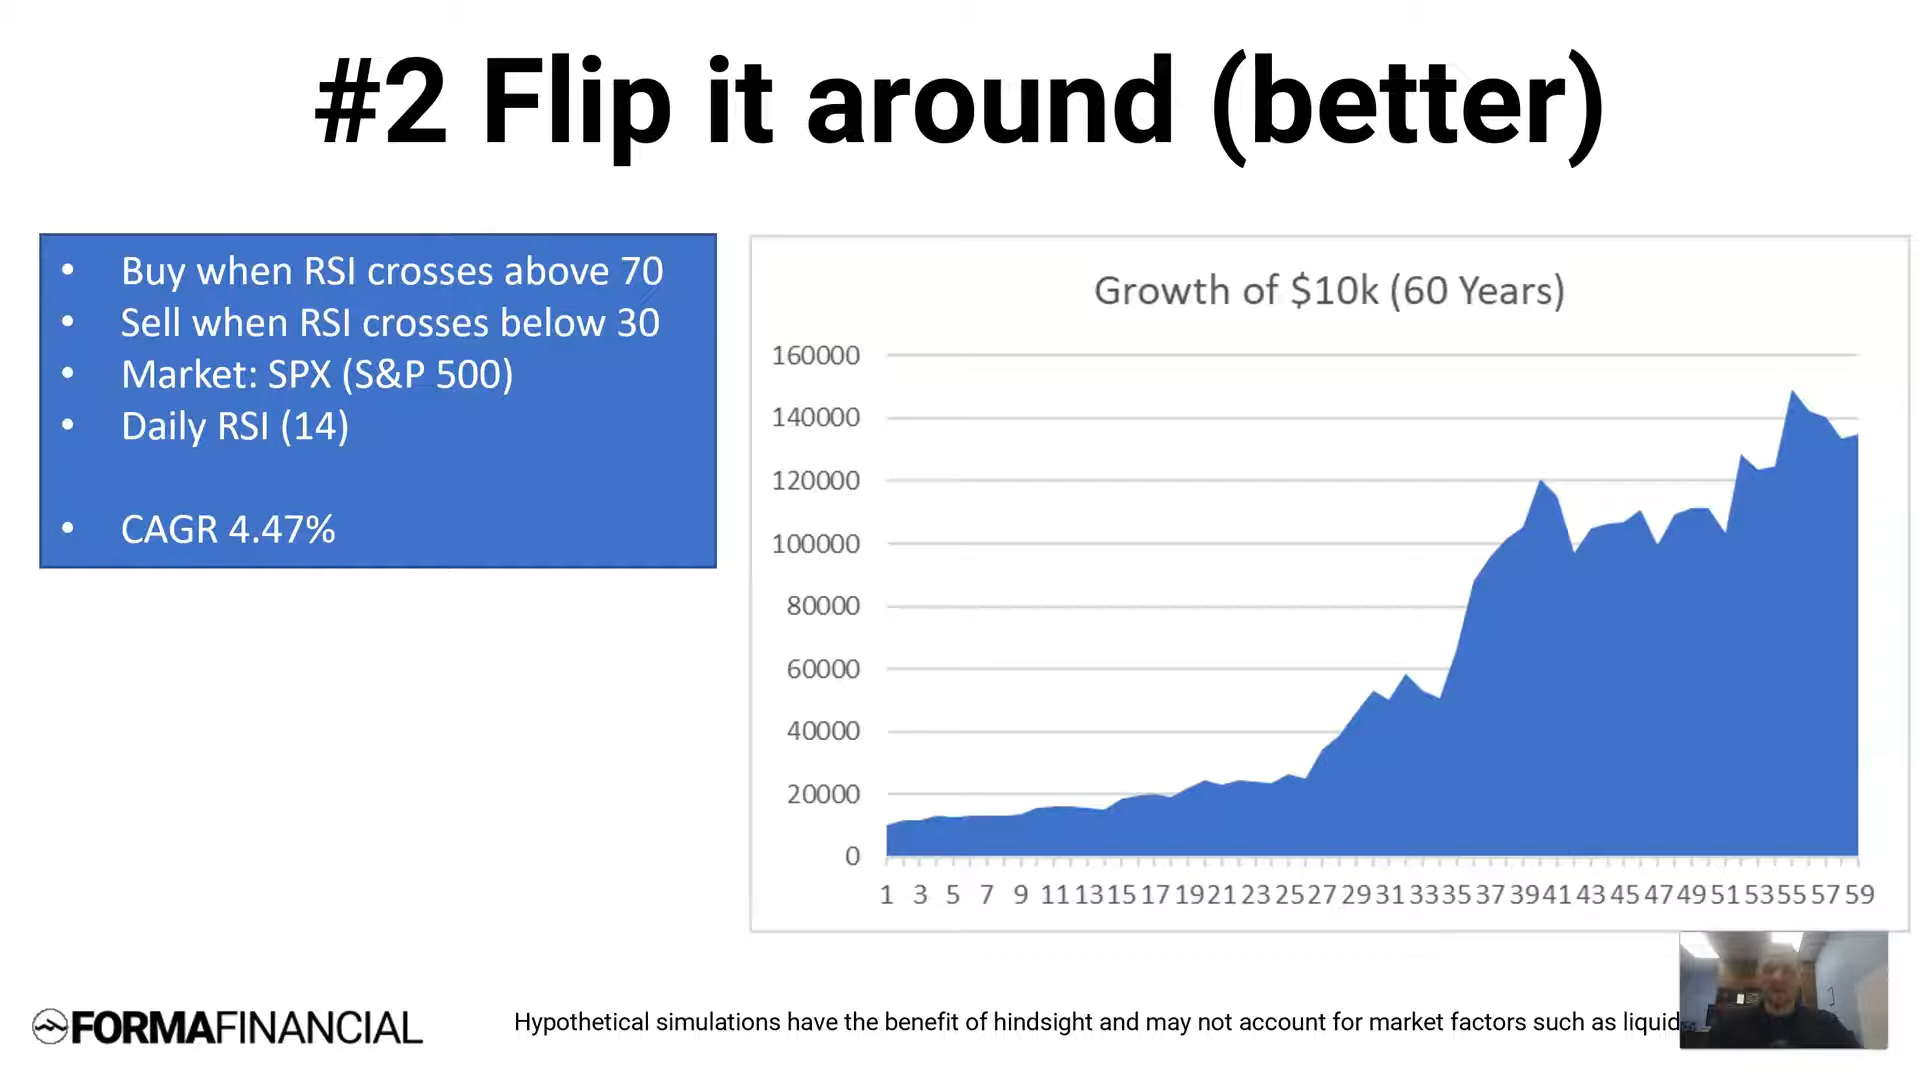 #2 Flip it around (better)
• Buy when RSI crosses above 70
• Sell when RSI crosses below 30
• Market: SPX (S&P 500)
• Daily RSI (14)
• CAGR 4.47%
Growth of $10k (60 Years)
160000
140000
120000
100000
80000
60000
40000
20000
0
1 3 5 7 9 11 13 15 17 19 21 23 25 27 29 31 33 35 37 39 41 43 45 47 49 51 53 55 57 59
FORMAFINANCIAL
Hypothetical simulations have the benefit of hindsight and may not account for market factors such as